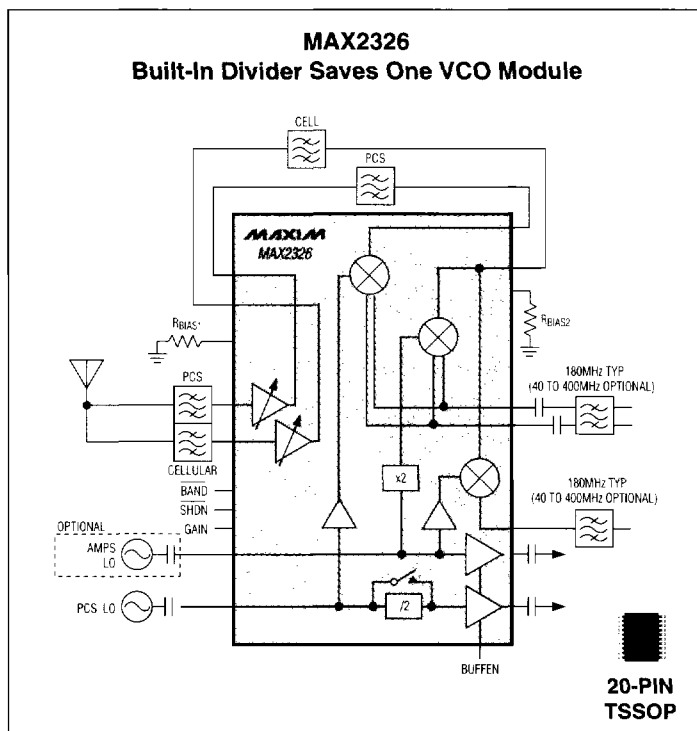 MAX2326
Built-In Divider Saves One VCO Module
CELL
PCS
MAXIM
MAX2326
RBIAS1
RBIAS2
180MHz TYP
(40 TO 400MHz OPTIONAL)
PCS
CELLULAR
x2
180MHz TYP
(40 TO 400MHz OPTIONAL)
BAND
SHDN
GAIN
OPTIONAL
AMPS
LO
PCS LO
/2
BUFFEN
20-PIN
TSSOP